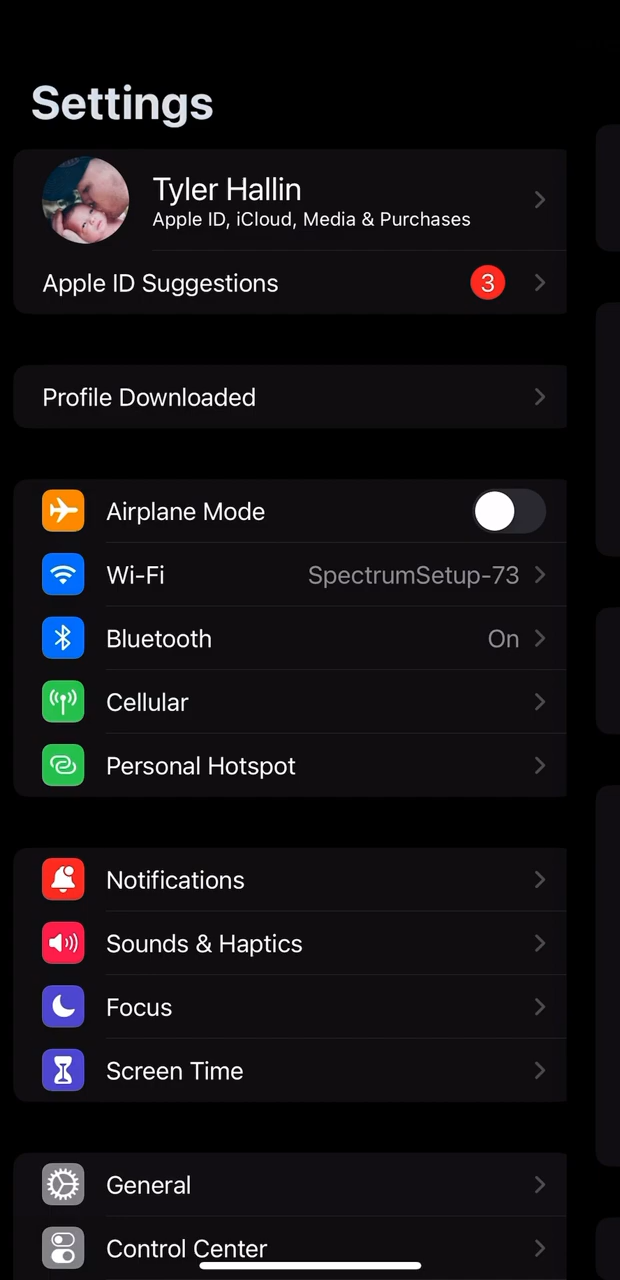 Settings
Tyler Hallin
Apple ID, iCloud, Media & Purchases
Apple ID Suggestions 3
Profile Downloaded
Airplane Mode
Wi-Fi SpectrumSetup-73
Bluetooth On
Cellular
Personal Hotspot
Notifications
Sounds & Haptics
Focus
Screen Time
General
Control Center